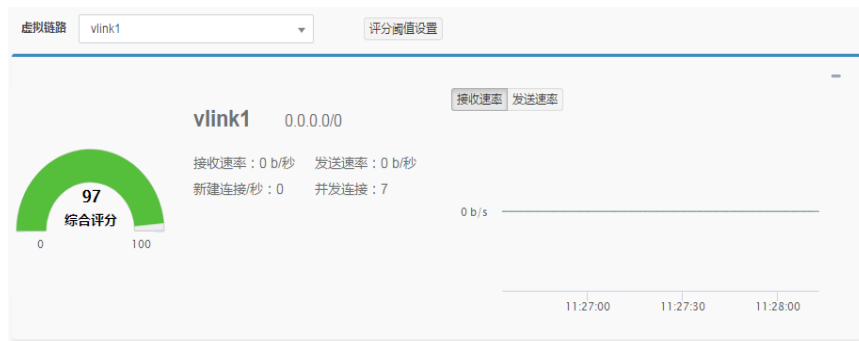 虚拟链路 vlink1 评分阈值设置
接收速率 发送速率
vlink1 0.0.0.0/0
接收速率：0 b/秒 发送速率：0 b/秒
新建连接/秒：0 并发连接：7
97
综合评分
0 100
0 b/s
11:27:00 11:27:30 11:28:00